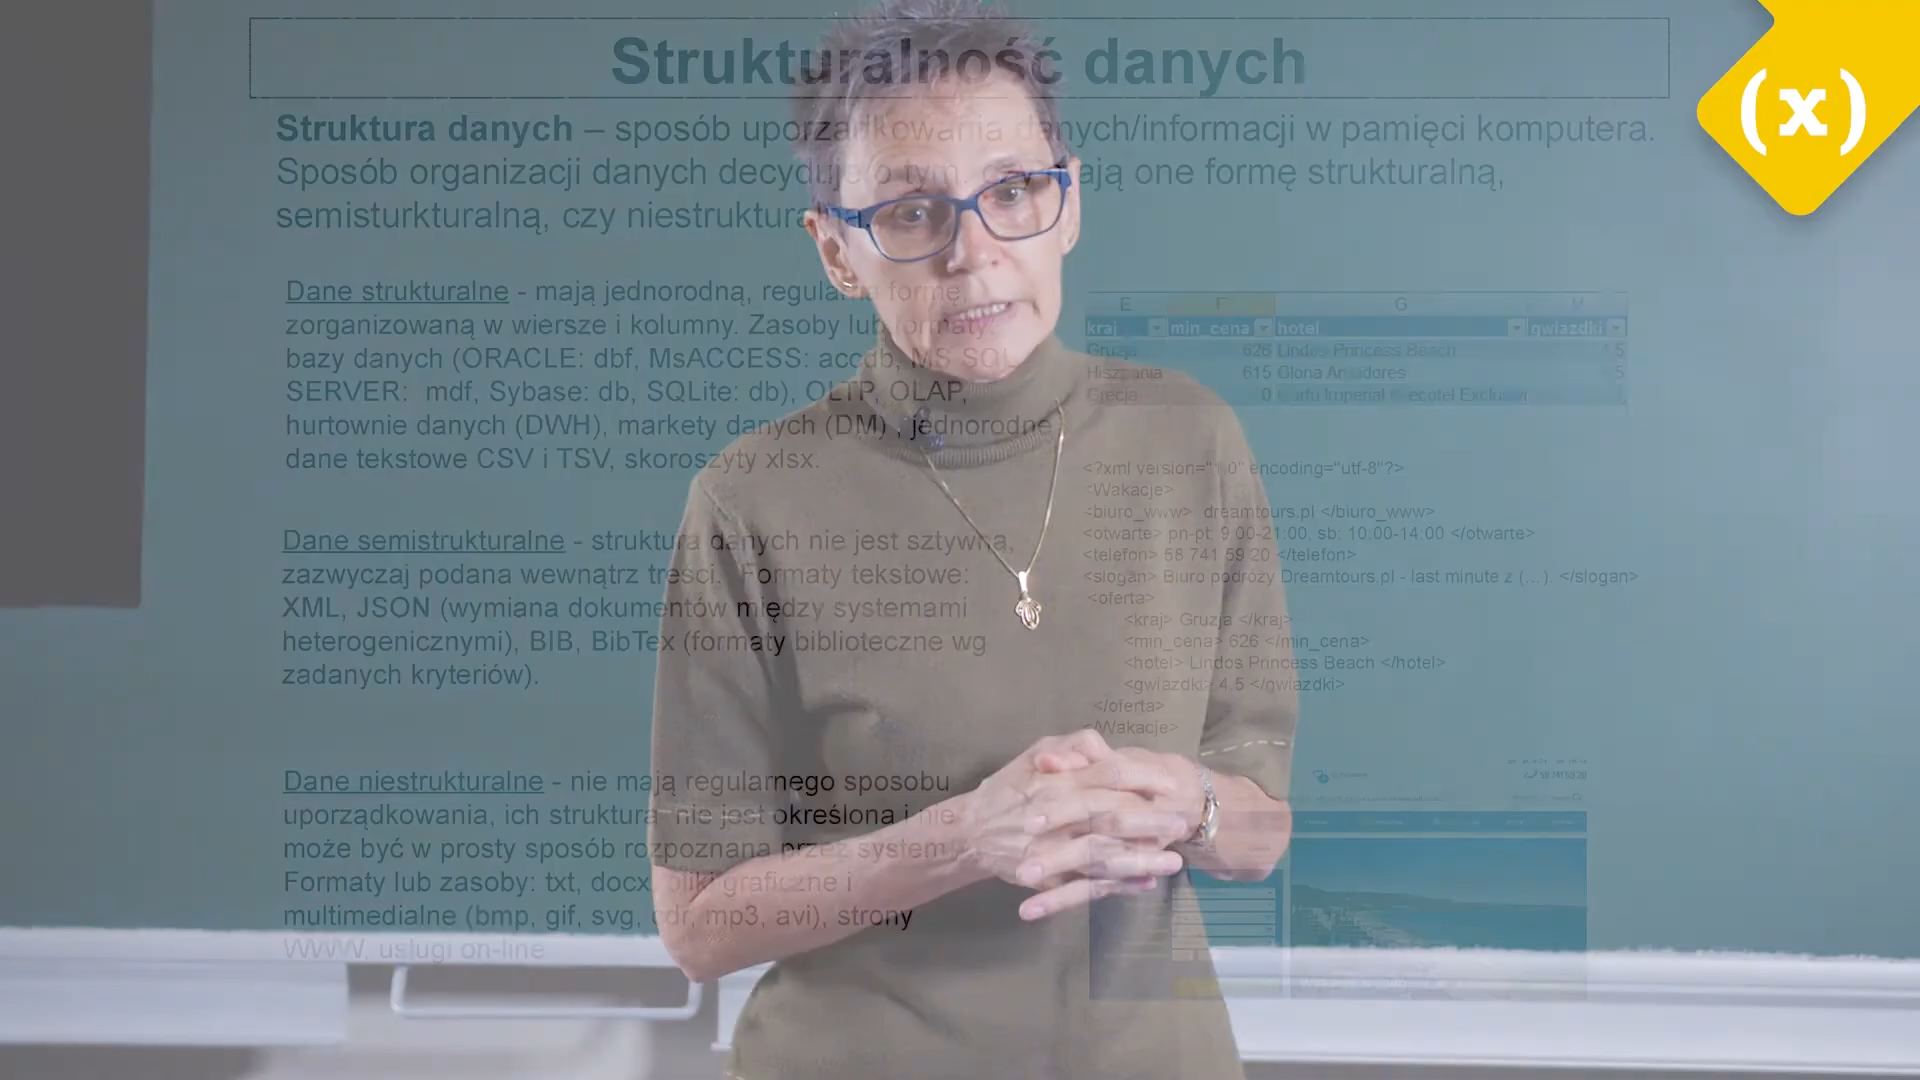 Strukturalność danych
(x)
Struktura danych – sposób uporządkowania danych/informacji w pamięci komputera.
Sposób organizacji danych decyduje o tym, czy mają one formę strukturalną,
semisturkturalną, czy niestruktura
Dane strukturalne - mają jednorodną, regularną formę,
zorganizowaną w wiersze i kolumny. Zasoby lub formaty:
bazy danych (ORACLE: dbf, MsACCESS: accdb, MS SQL
SERVER: mdf, Sybase: db, SQLite: db), OLTP, OLAP,
hurtownie danych (DWH), markety danych (DM) , jednorodne
dane tekstowe CSV i TSV, skoroszyty xlsx.
E F G H
kraj min_cena hotel gwiazdki
Gruzja 626 Lindos Princess Beach 4.5
Hiszpania 615 Gloria Amadores
Grecja 0 Corfu Imperial Grecotel Exclusiv
Dane semistrukturalne - struktura danych nie jest sztywna,
zazwyczaj podana wewnątrz treści. Formaty tekstowe:
XML, JSON (wymiana dokumentów między systemami
heterogenicznymi), BIB, BibTex (formaty biblioteczne wg
zadanych kryteriów).
<?xml version="1.0" encoding="utf-8"?>
<Wakacje>
<biuro_www> dreamtours.pl </biuro_www>
<otwarte> pn-pt: 9:00-21:00, sb: 10:00-14:00 </otwarte>
<telefon> 58 741 59 20 </telefon>
<slogan> Biuro podróży Dreamtours.pl - last minute z (...). </slogan>
<oferta>
<kraj> Gruzja </kraj>
<min_cena> 626 </min_cena>
<hotel> Lindos Princess Beach </hotel>
<gwiazdki> 4.5 </gwiazdki>
</oferta>
</Wakacje>
Dane niestrukturalne - nie mają regularnego sposobu
uporządkowania, ich struktura nie jest określona i nie
może być w prosty sposób rozpoznana przez system
Formaty lub zasoby: txt, docx, pliki graficzne i
multimedialne (bmp, gif, svg, cdr, mp3, avi), strony
WWW, usługi on-line